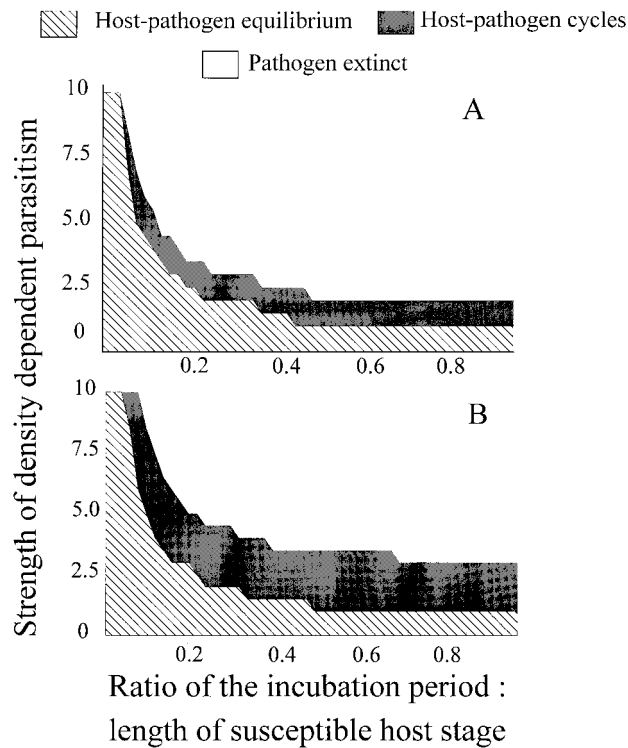 Host-pathogen equilibrium
Host-pathogen cycles
Pathogen extinct
Strength of density dependent parasitism
10
7.5
5.0
2.5
0
A
0.2
0.4
0.6
0.8
10
7.5
5.0
2.5
0
B
0.2
0.4
0.6
0.8
Ratio of the incubation period :
length of susceptible host stage